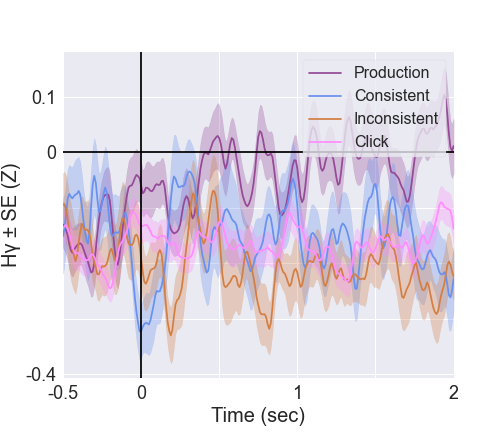 Production
Consistent
Inconsistent
Click
0.1
0
-0.4
Hγ ± SE (Z)
-0.5
0
1
2
Time (sec)